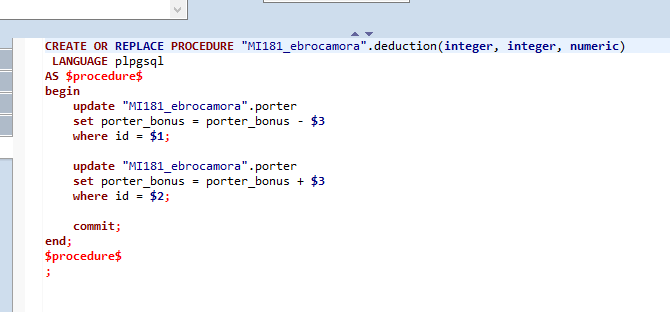 CREATE OR REPLACE PROCEDURE "MI181_ebrocamora".deduction(integer, integer, numeric)
LANGUAGE plpgsql
AS $procedure$
begin
update "MI181_ebrocamora".porter
set porter_bonus = porter_bonus - $3
where id = $1;
update "MI181_ebrocamora".porter
set porter_bonus = porter_bonus + $3
where id = $2;
commit;
end;
$procedure$
;